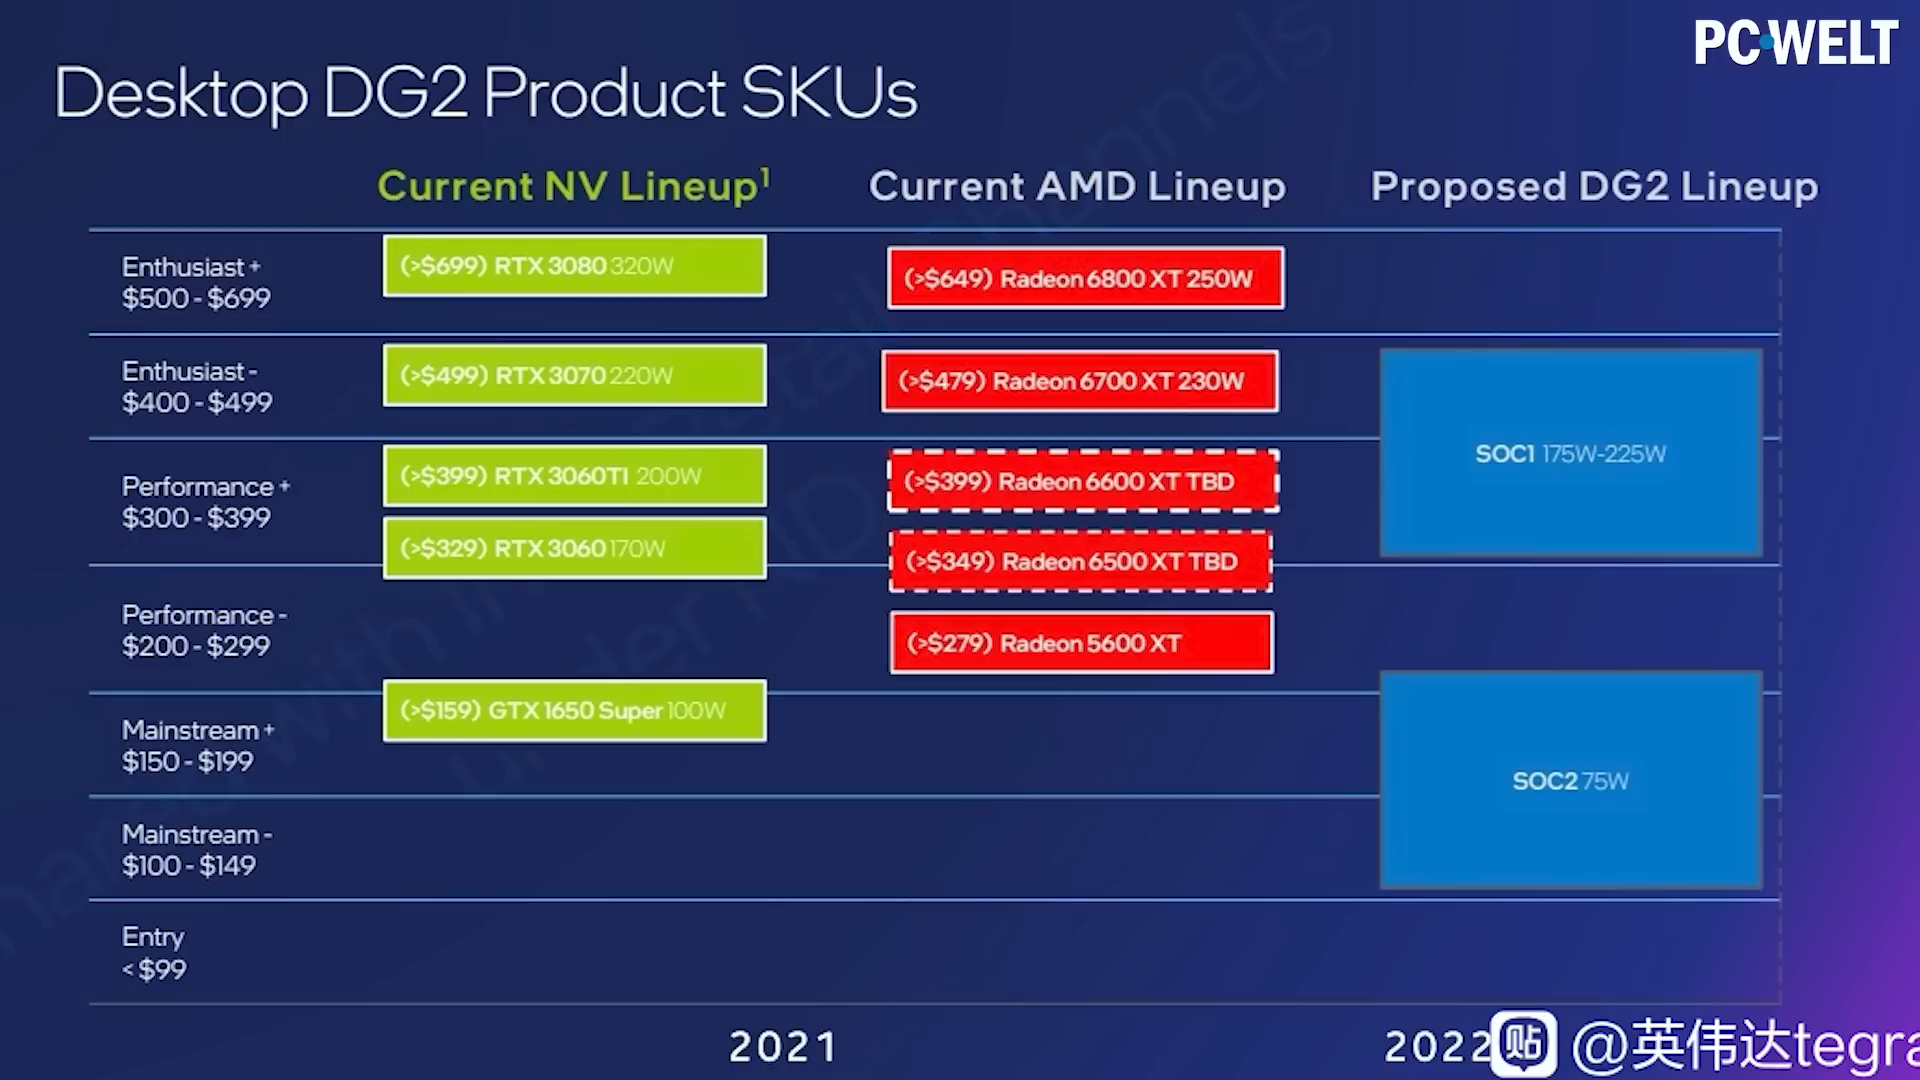 PC WELT
Desktop DG2 Product SKUs
Current NV Lineup¹
Current AMD Lineup
Proposed DG2 Lineup
Enthusiast +
$500 - $699
(>$699) RTX 3080 320W
(>$649) Radeon 6800 XT 250W
Enthusiast -
$400 - $499
(>$499) RTX 3070 220W
(>$479) Radeon 6700 XT 230W
SOC1 175W-225W
Performance +
$300 - $399
(>$399) RTX 3060TI 200W
(>$399) Radeon 6600 XT TBD
(>$329) RTX 3060 170W
(>$349) Radeon 6500 XT TBD
Performance -
$200 - $299
(>$279) Radeon 5600 XT
(>$159) GTX 1650 Super 100W
Mainstream +
$150 - $199
SOC2 75W
Mainstream -
$100 - $149
Entry
< $99
2021
2022
贴 @英伟达tegra